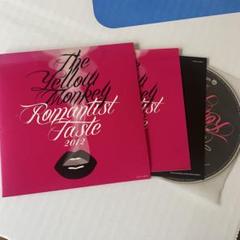 The
Yellow
Monkey
Romantist
Taste
2012